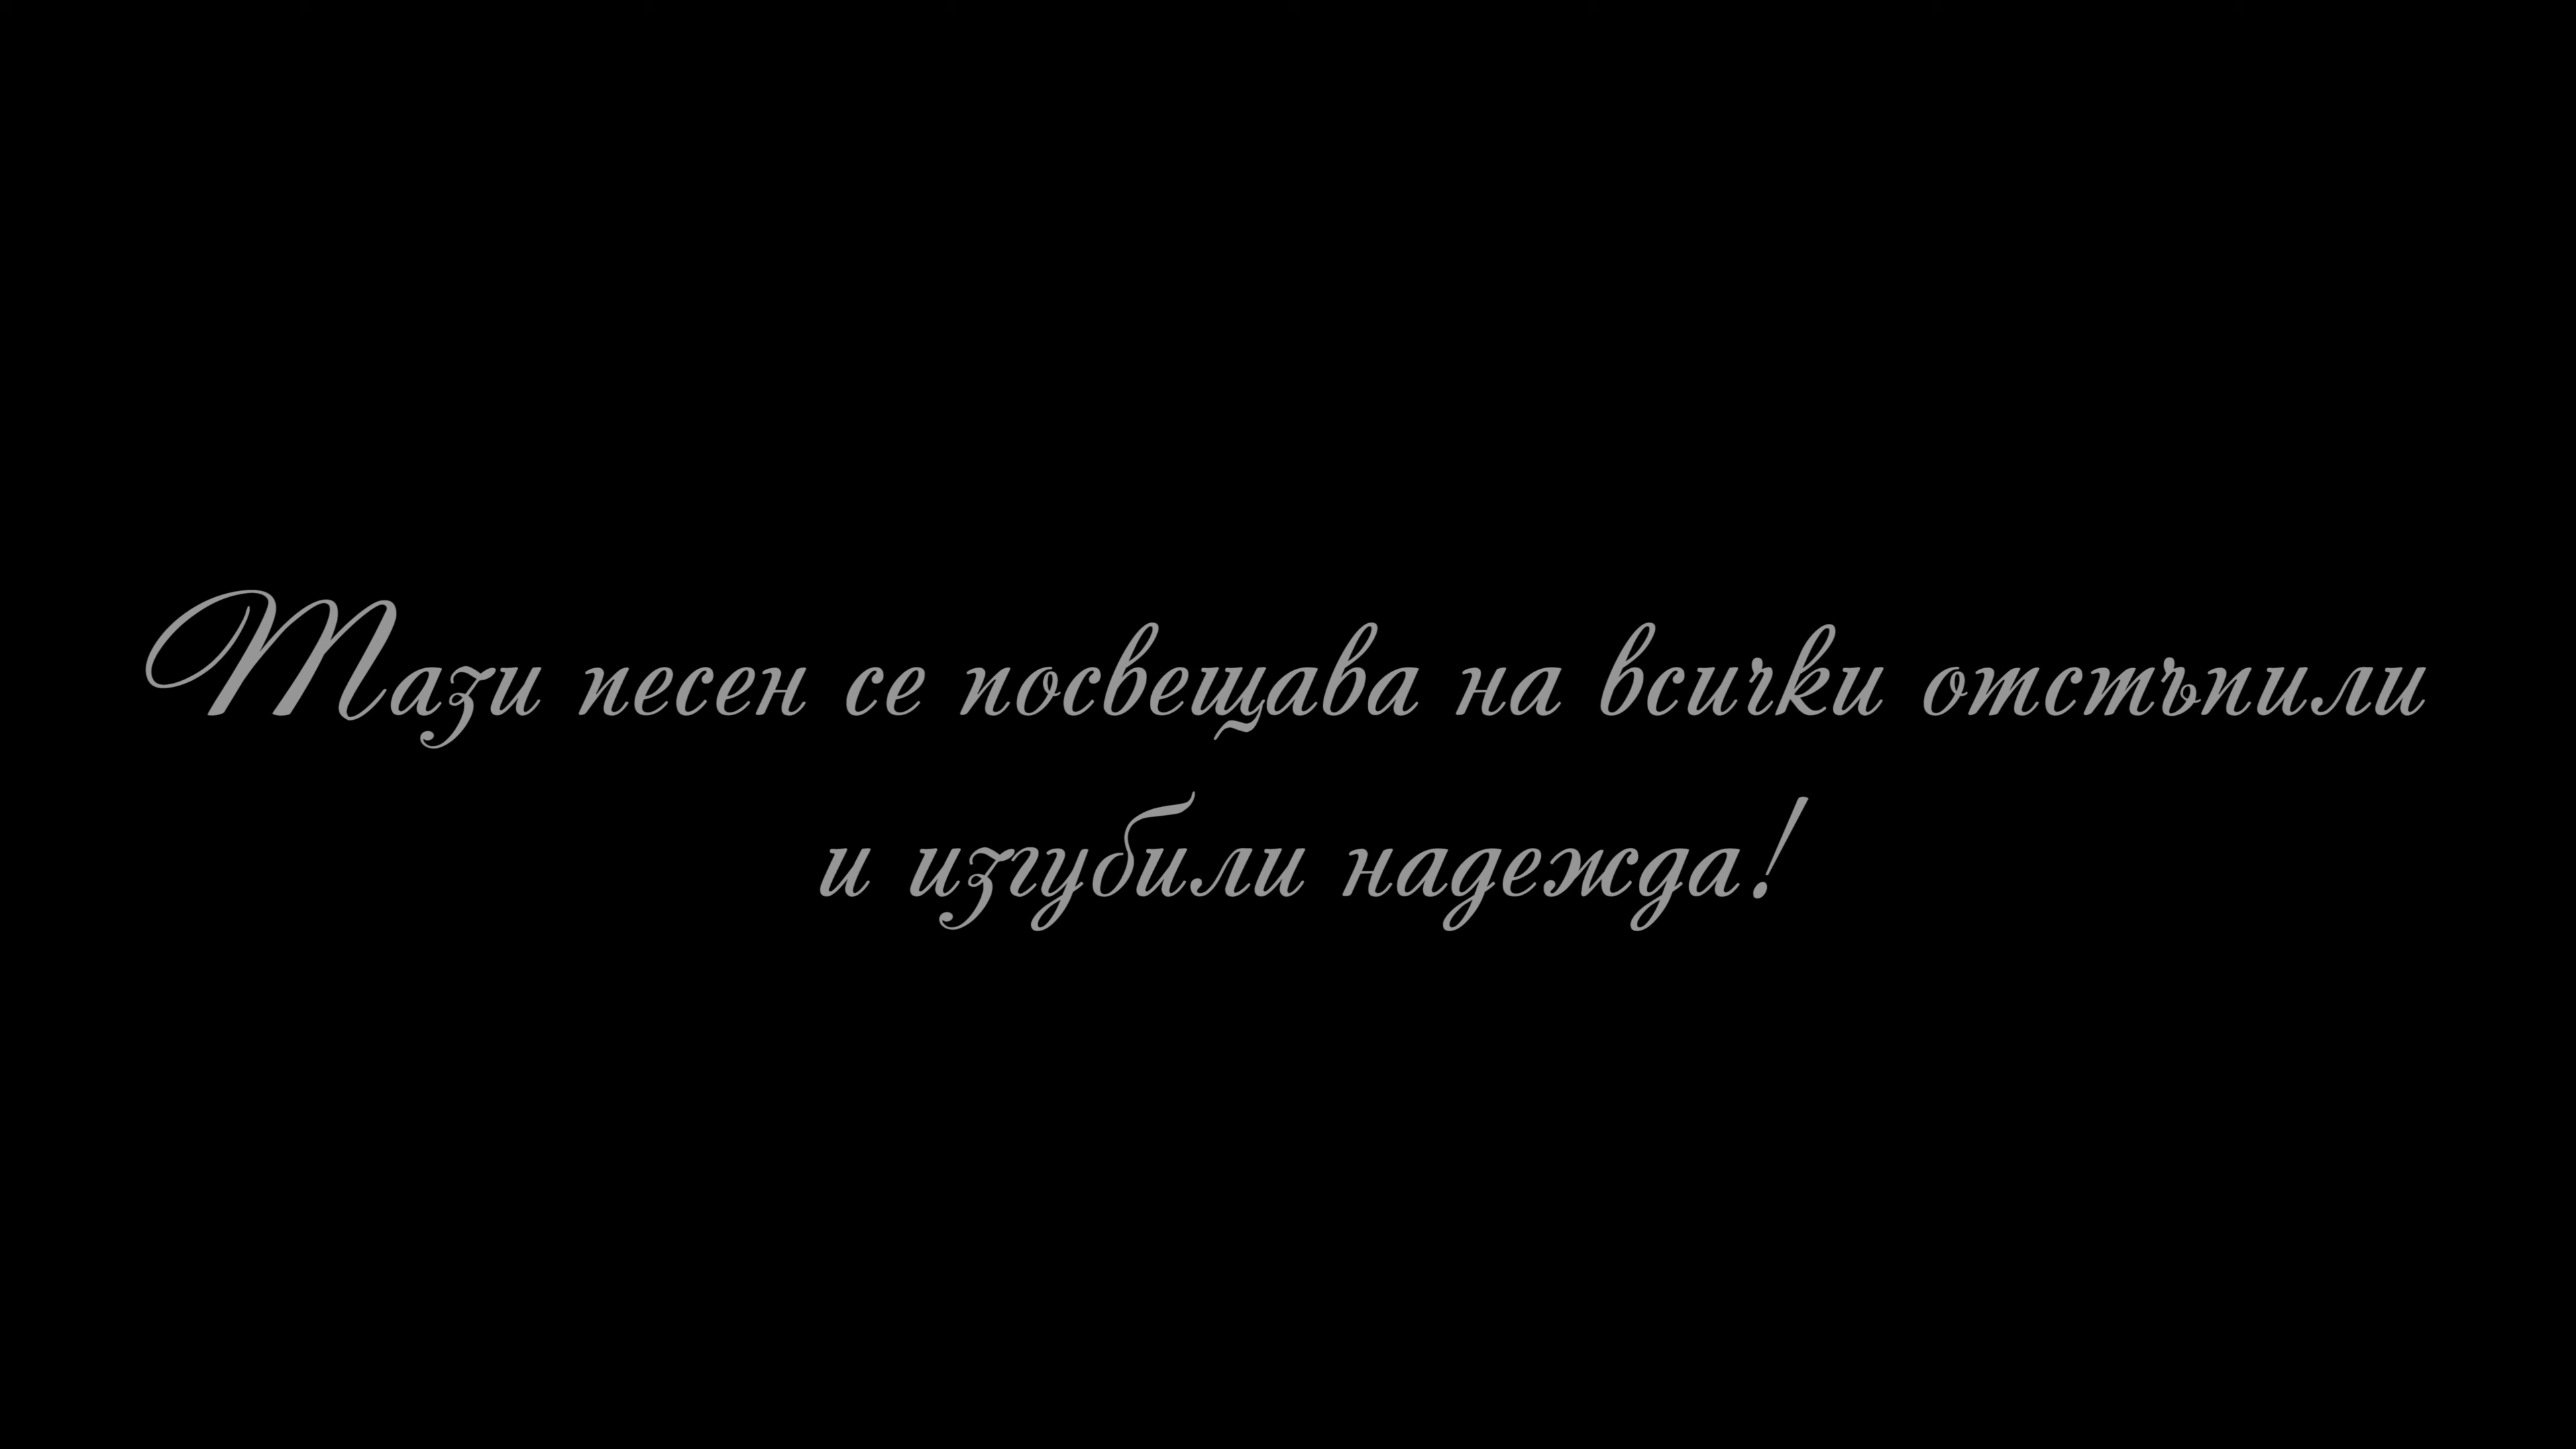 Тази песен се посвещава на всички отстъпили
и изгубили надежда!